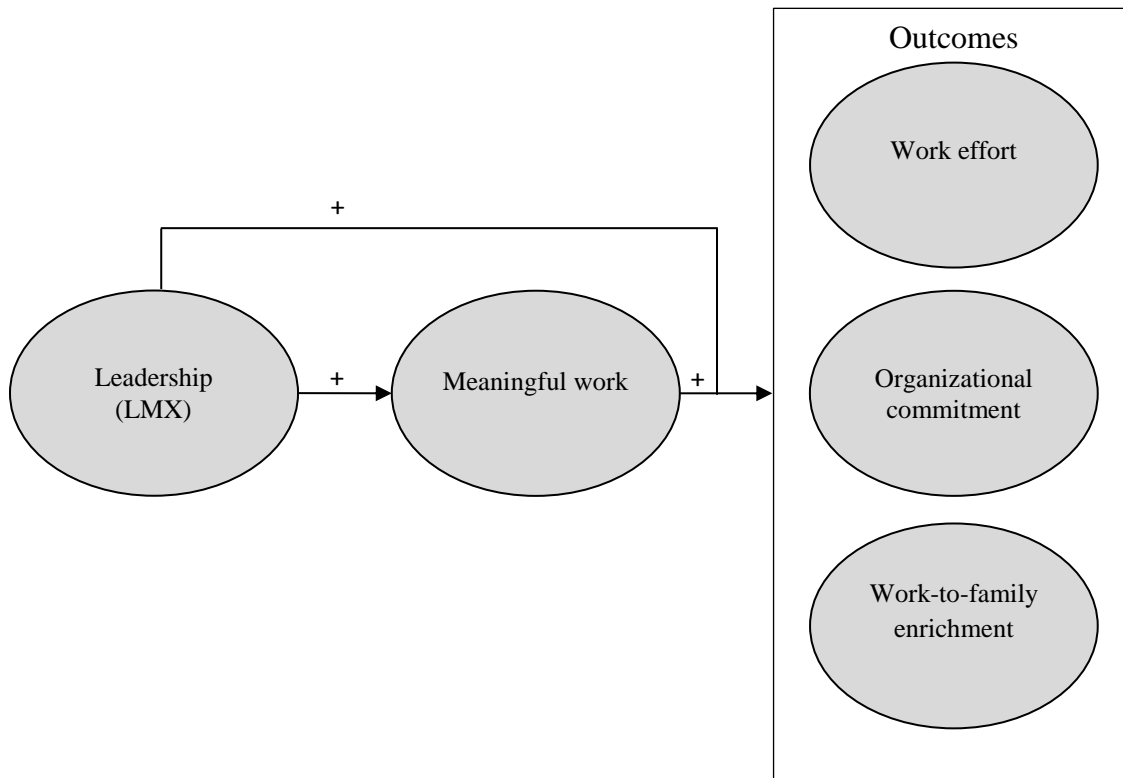 Outcomes
Work effort
+
Leadership
(LMX)
+
Meaningful work
+
Organizational
commitment
Work-to-family
enrichment